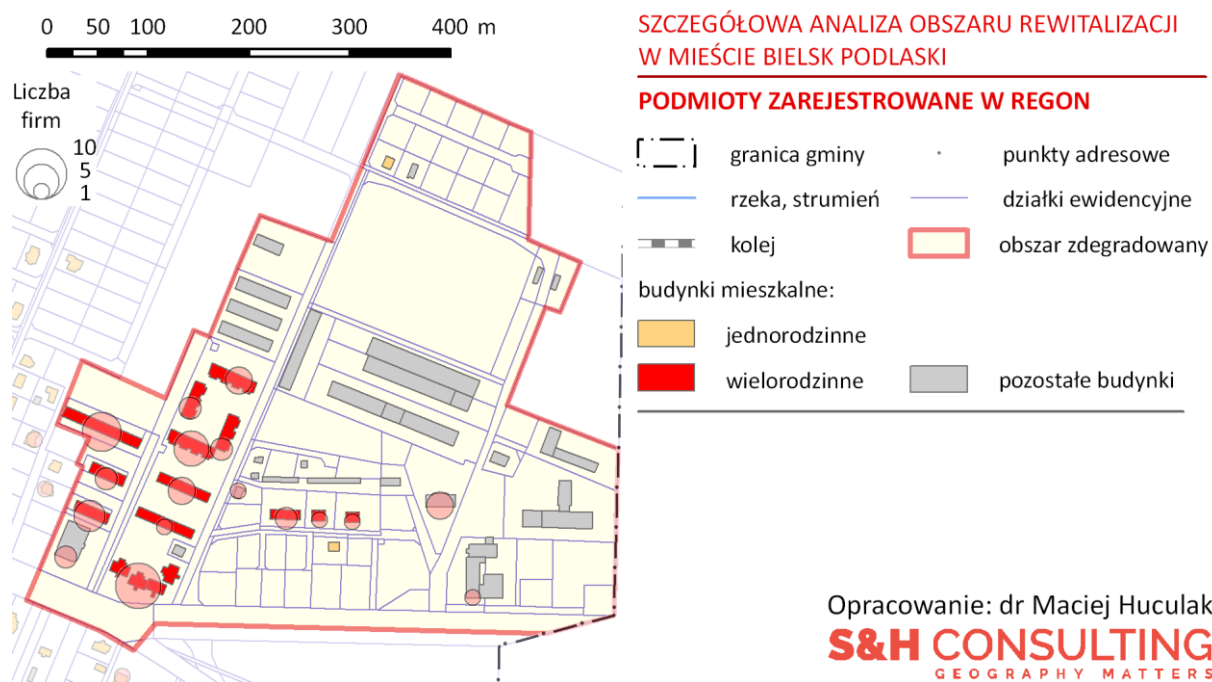 0 50 100 200 300 400 m
Liczba
firm
10
5
1
SZCZEGÓŁOWA ANALIZA OBSZARU REWITALIZACJI
W MIEŚCIE BIELSK PODLASKI
PODMIOTY ZAREJESTROWANE W REGON
granica gminy
punkty adresowe
rzeka, strumień
działki ewidencyjne
kolej
obszar zdegradowany
budynki mieszkalne:
jednorodzinne
wielorodzinne
pozostałe budynki
Opracowanie: dr Maciej Huculak
S&H CONSULTING
GEOGRAPHY MATTERS